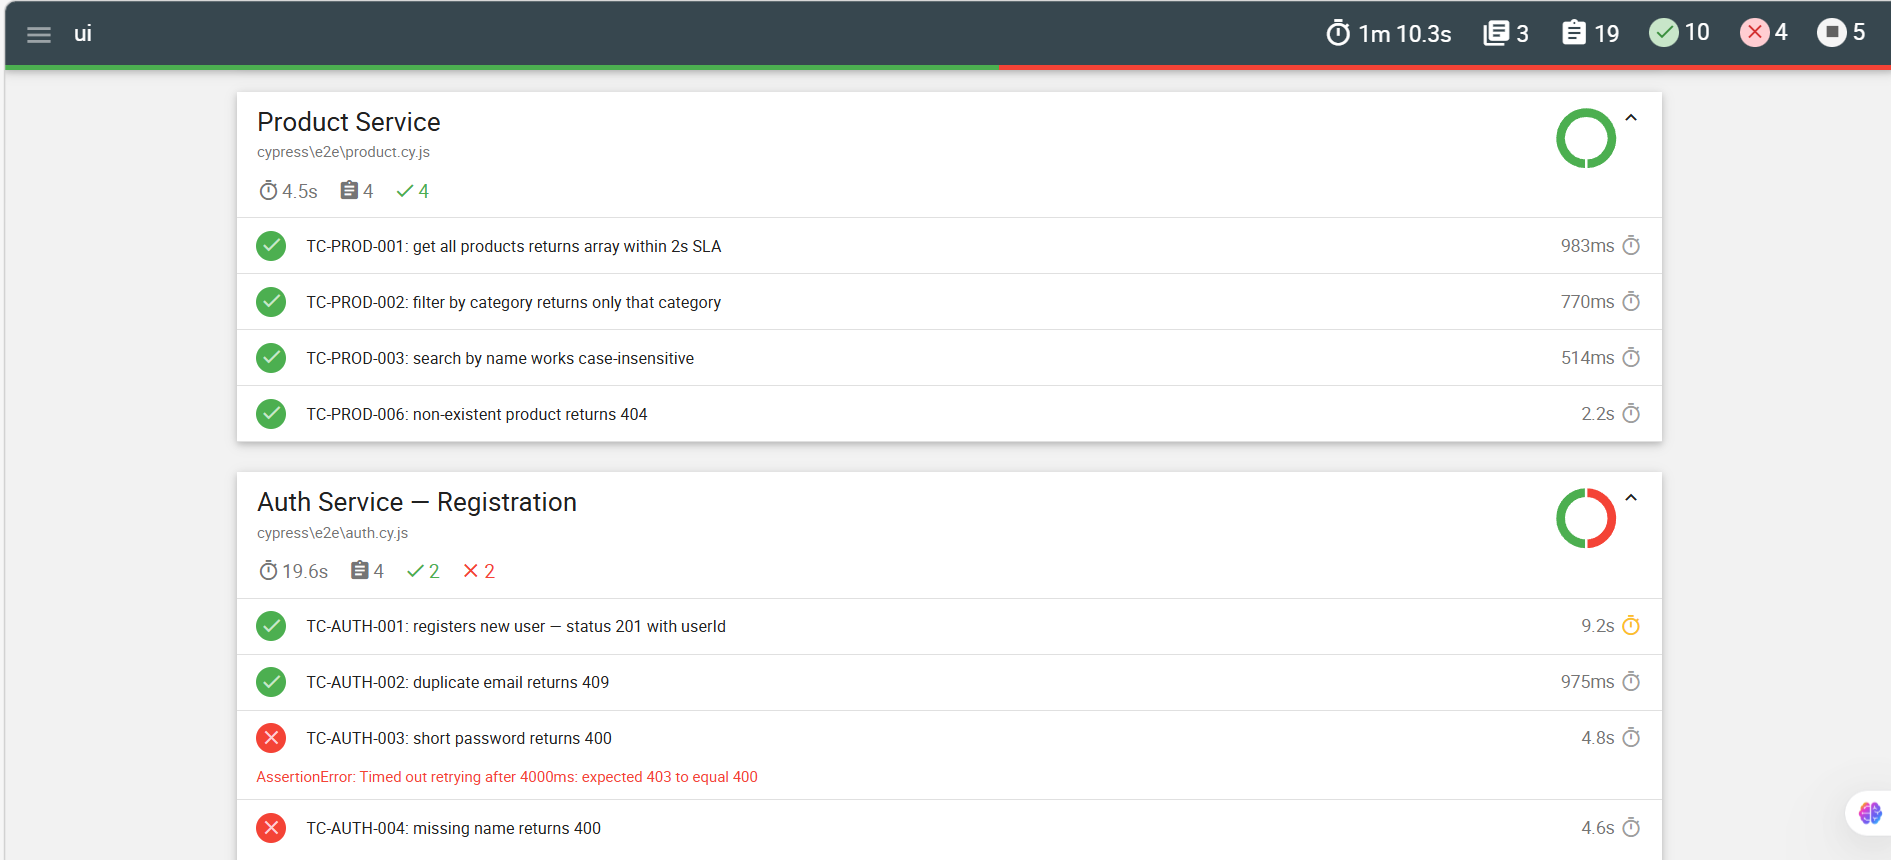 ui
1m 10.3s 3 19 10 4 5
Product Service
cypress\e2e\product.cy.js
4.5s 4 4
TC-PROD-001: get all products returns array within 2s SLA 983ms
TC-PROD-002: filter by category returns only that category 770ms
TC-PROD-003: search by name works case-insensitive 514ms
TC-PROD-006: non-existent product returns 404 2.2s
Auth Service — Registration
cypress\e2e\auth.cy.js
19.6s 4 2 2
TC-AUTH-001: registers new user — status 201 with userId 9.2s
TC-AUTH-002: duplicate email returns 409 975ms
TC-AUTH-003: short password returns 400 4.8s
AssertionError: Timed out retrying after 4000ms: expected 403 to equal 400
TC-AUTH-004: missing name returns 400 4.6s